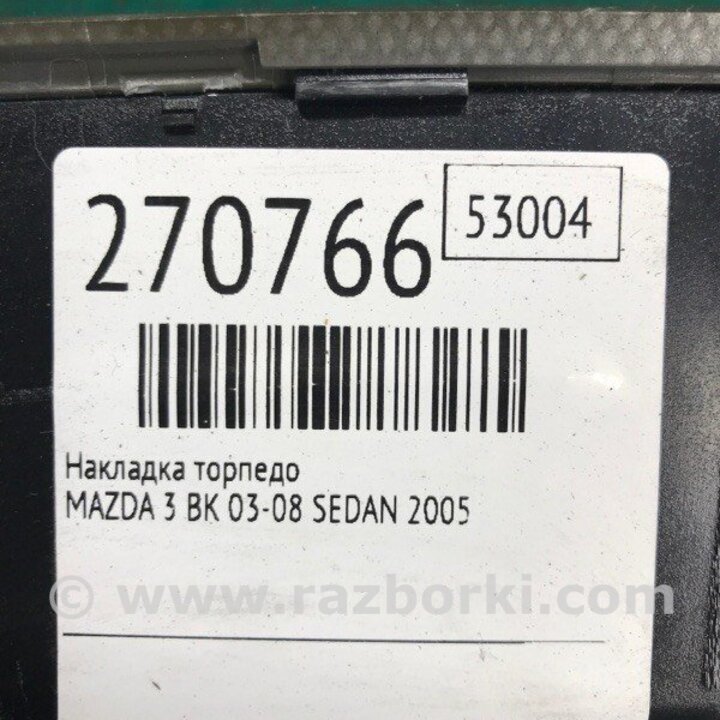 270766
53004
Накладка торпедо
MAZDA 3 BK 03-08 SEDAN 2005
© www.razborki.com